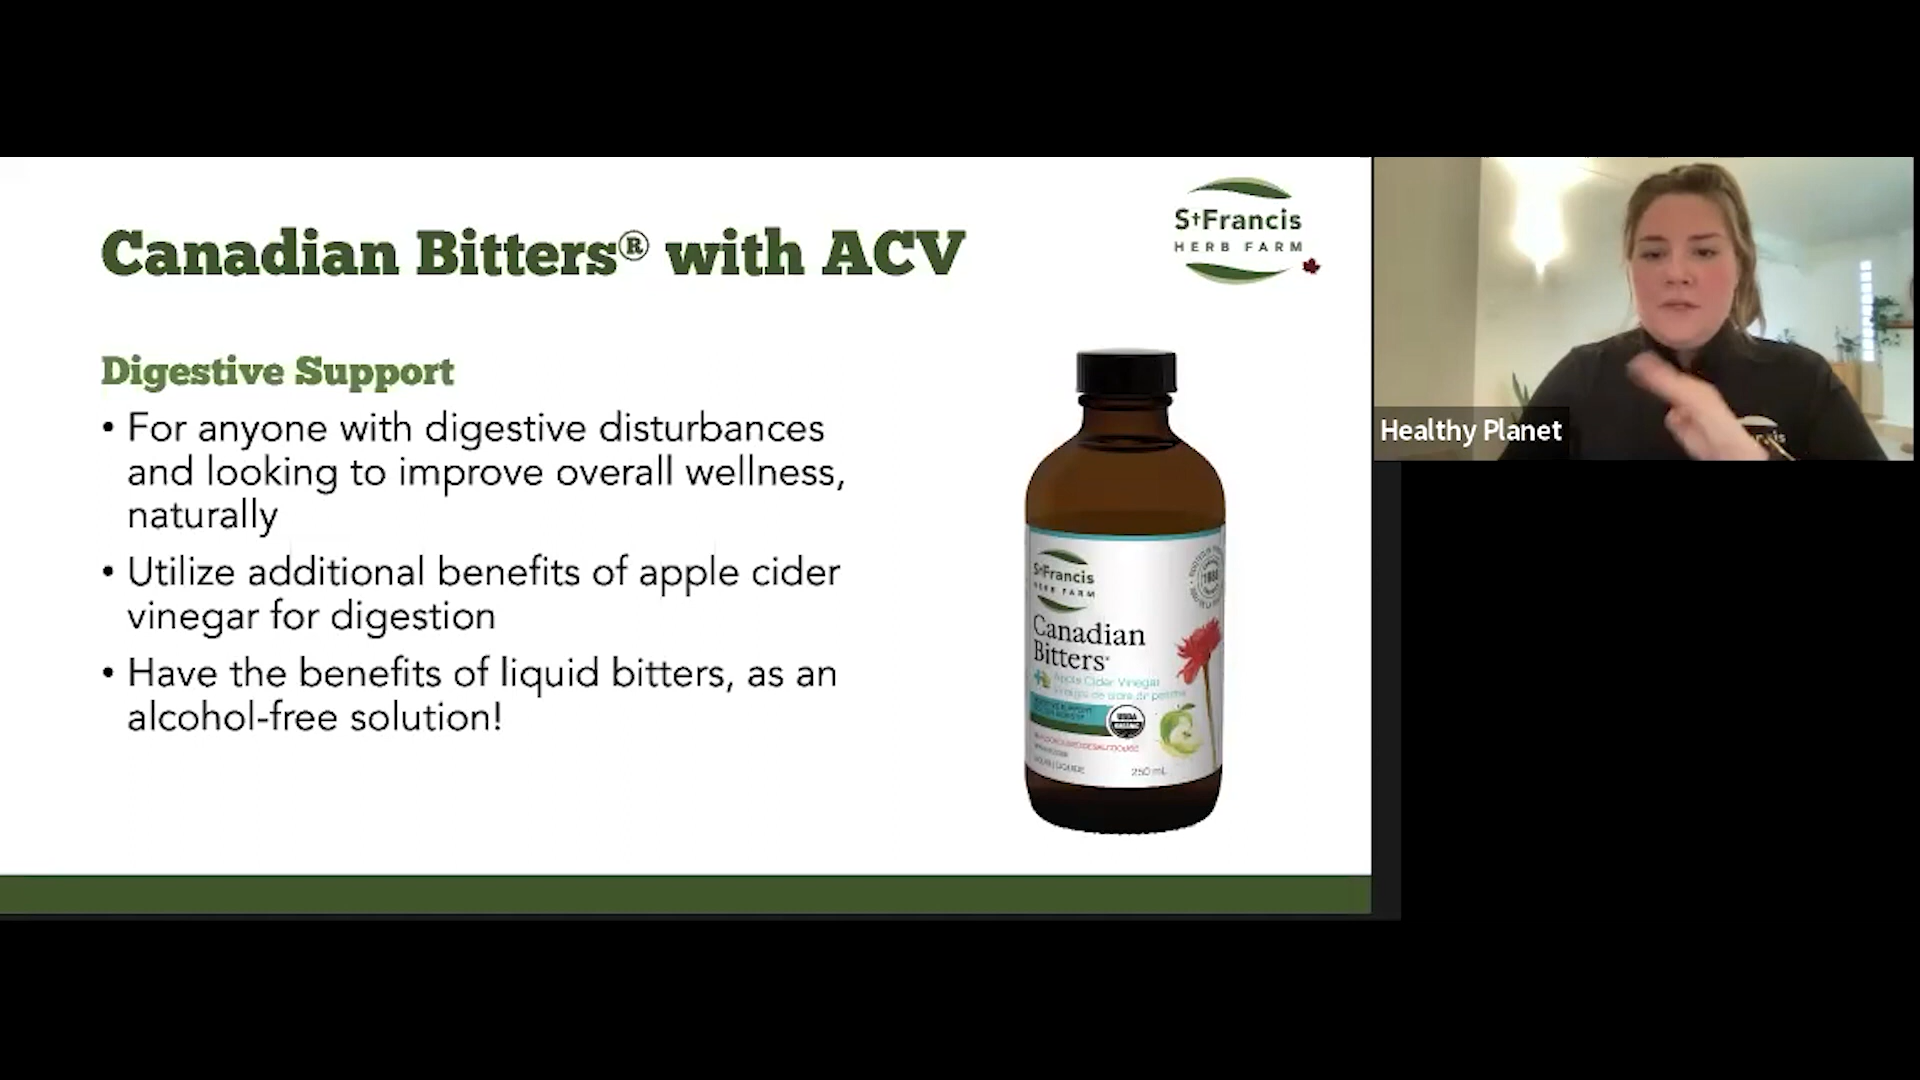 Canadian Bitters® with ACV
StFrancis
HERB FARM
Digestive Support
• For anyone with digestive disturbances
and looking to improve overall wellness,
naturally
• Utilize additional benefits of apple cider
vinegar for digestion
• Have the benefits of liquid bitters, as an
alcohol-free solution!
StFrancis
HERB FARM
Canadian
Bitters
Apple Cider Vinegar
USDA
ORGANIC
250 mL
Healthy Planet